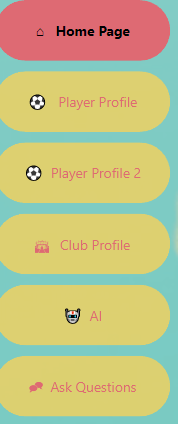 Home Page
Player Profile
Player Profile 2
Club Profile
AI
Ask Questions